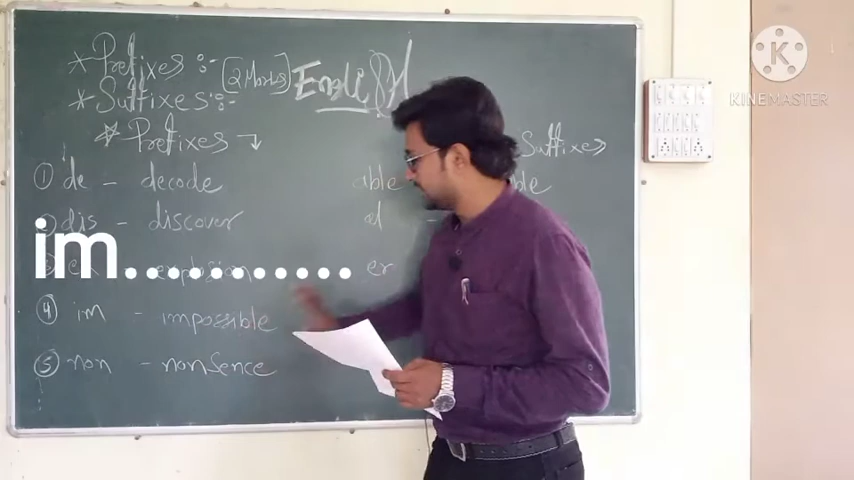 * Prefixes :- [2 Marks] English
* Suffixes :-
* Prefixes
Suffixes
① de - decode
able
② dis - discover
al
im...........
er
④ im - impossible
⑤ non - nonsence
K
KINEMASTER